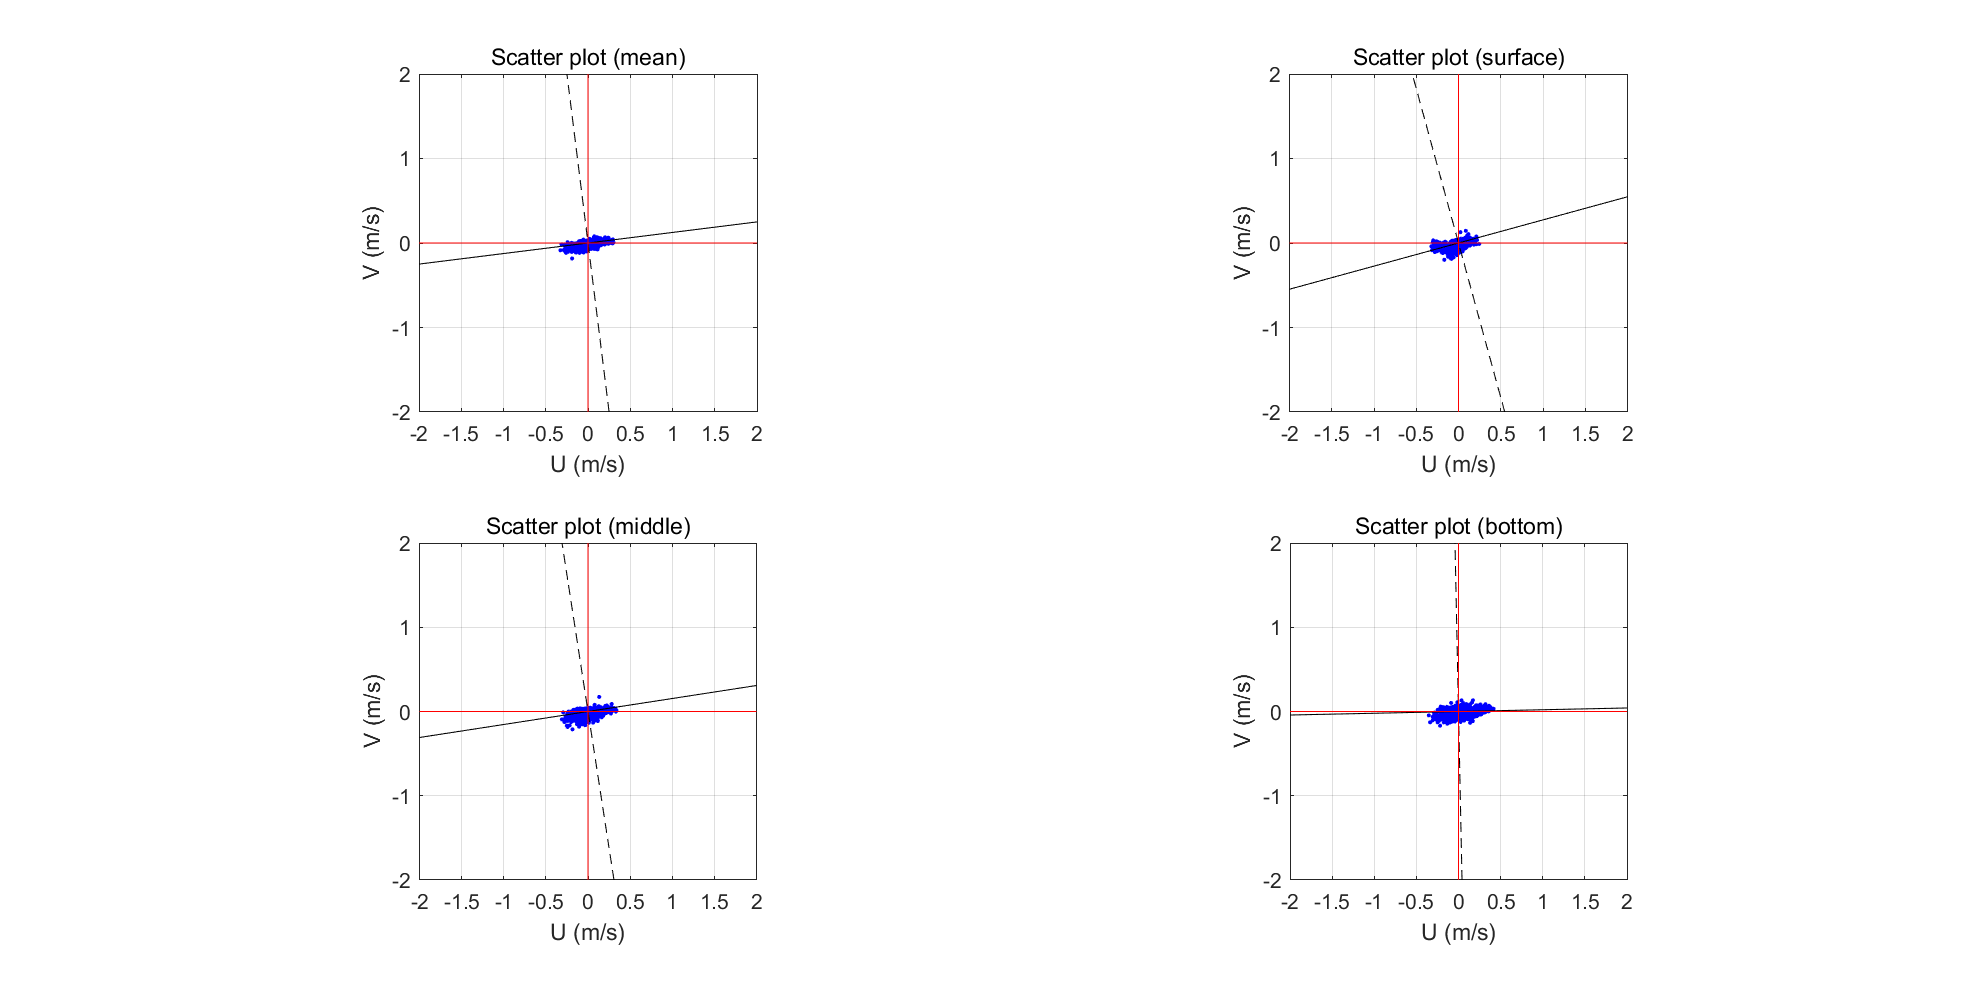 Scatter plot (mean)
2
1
0
-1
-2
V (m/s)
-2 -1.5 -1 -0.5 0 0.5 1 1.5 2
U (m/s)
Scatter plot (surface)
2
1
0
-1
-2
V (m/s)
-2 -1.5 -1 -0.5 0 0.5 1 1.5 2
U (m/s)
Scatter plot (middle)
2
1
0
-1
-2
V (m/s)
-2 -1.5 -1 -0.5 0 0.5 1 1.5 2
U (m/s)
Scatter plot (bottom)
2
1
0
-1
-2
V (m/s)
-2 -1.5 -1 -0.5 0 0.5 1 1.5 2
U (m/s)